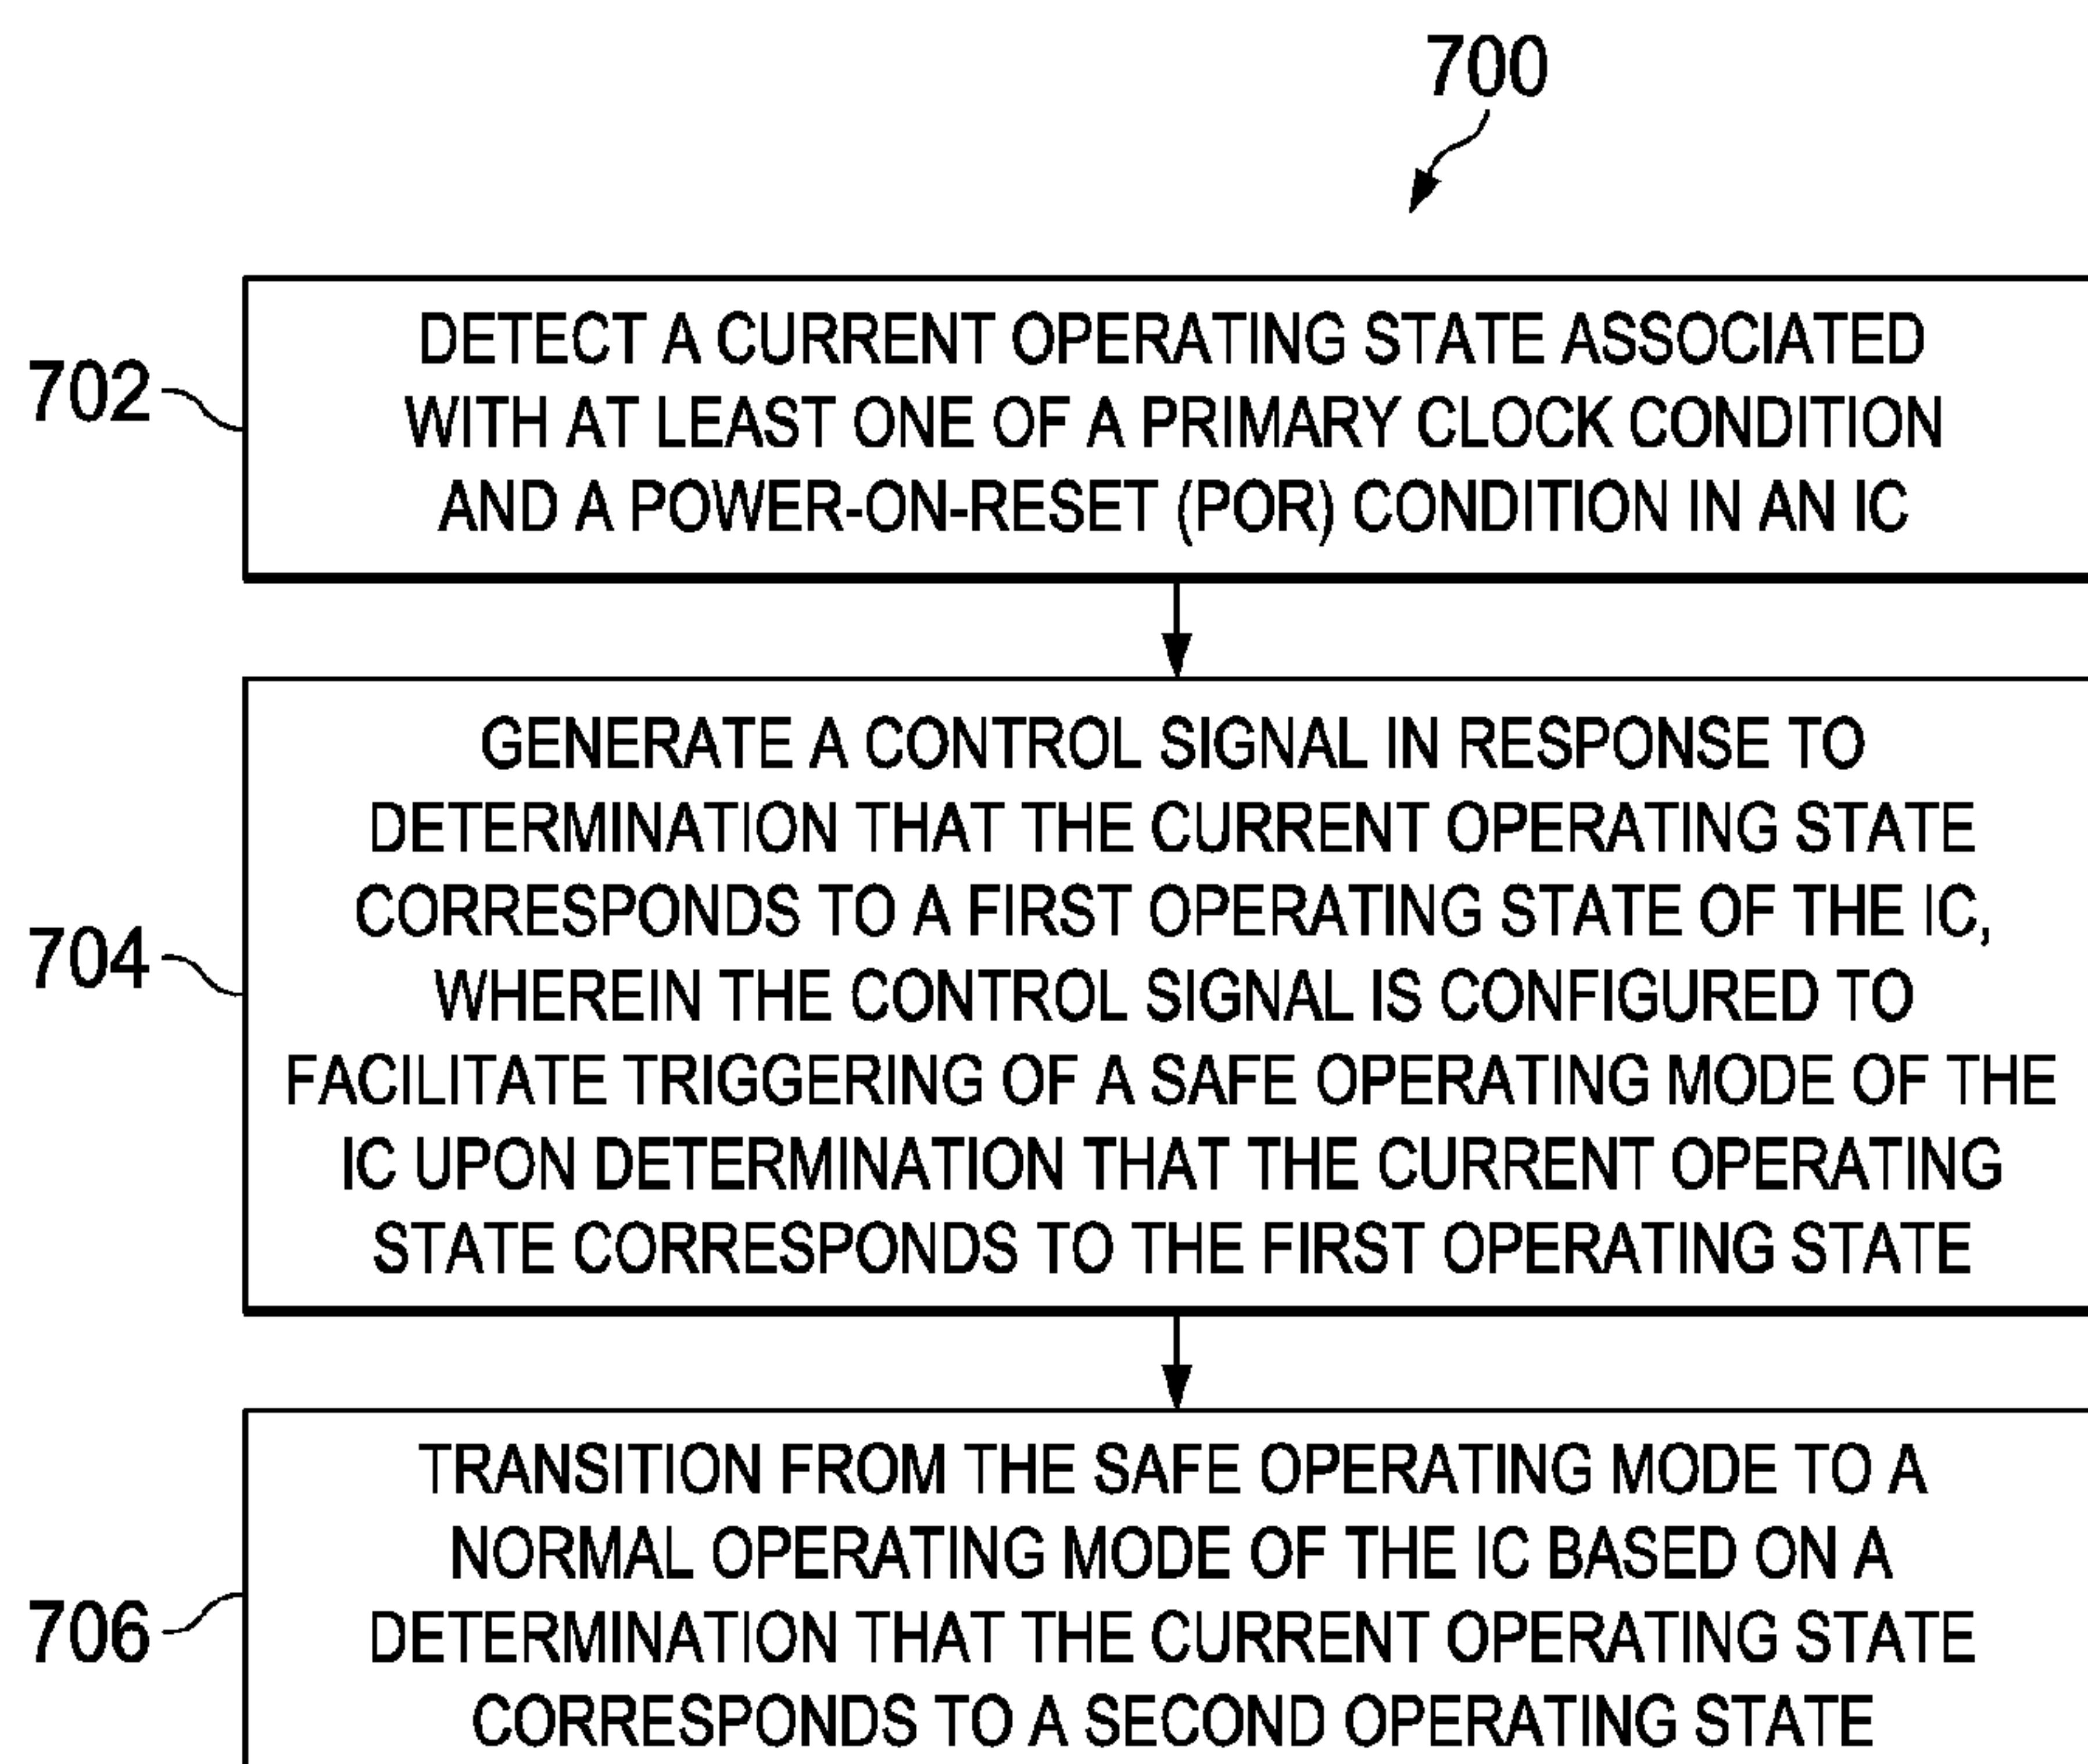 700
702
DETECT A CURRENT OPERATING STATE ASSOCIATED
WITH AT LEAST ONE OF A PRIMARY CLOCK CONDITION
AND A POWER-ON-RESET (POR) CONDITION IN AN IC
704
GENERATE A CONTROL SIGNAL IN RESPONSE TO
DETERMINATION THAT THE CURRENT OPERATING STATE
CORRESPONDS TO A FIRST OPERATING STATE OF THE IC,
WHEREIN THE CONTROL SIGNAL IS CONFIGURED TO
FACILITATE TRIGGERING OF A SAFE OPERATING MODE OF THE
IC UPON DETERMINATION THAT THE CURRENT OPERATING
STATE CORRESPONDS TO THE FIRST OPERATING STATE
706
TRANSITION FROM THE SAFE OPERATING MODE TO A
NORMAL OPERATING MODE OF THE IC BASED ON A
DETERMINATION THAT THE CURRENT OPERATING STATE
CORRESPONDS TO A SECOND OPERATING STATE